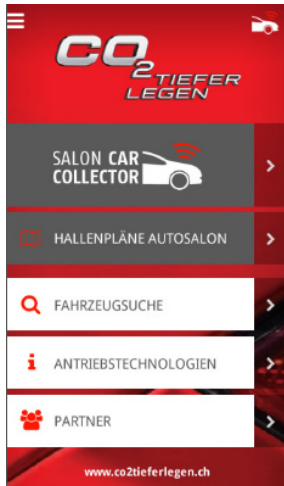 CO2
TIEFER
LEGEN
SALON CAR
COLLECTOR
HALLENPLÄNE AUTOSALON
FAHRZEUGSUCHE
ANTRIEBSTECHNOLOGIEN
PARTNER
www.co2tieferlegen.ch